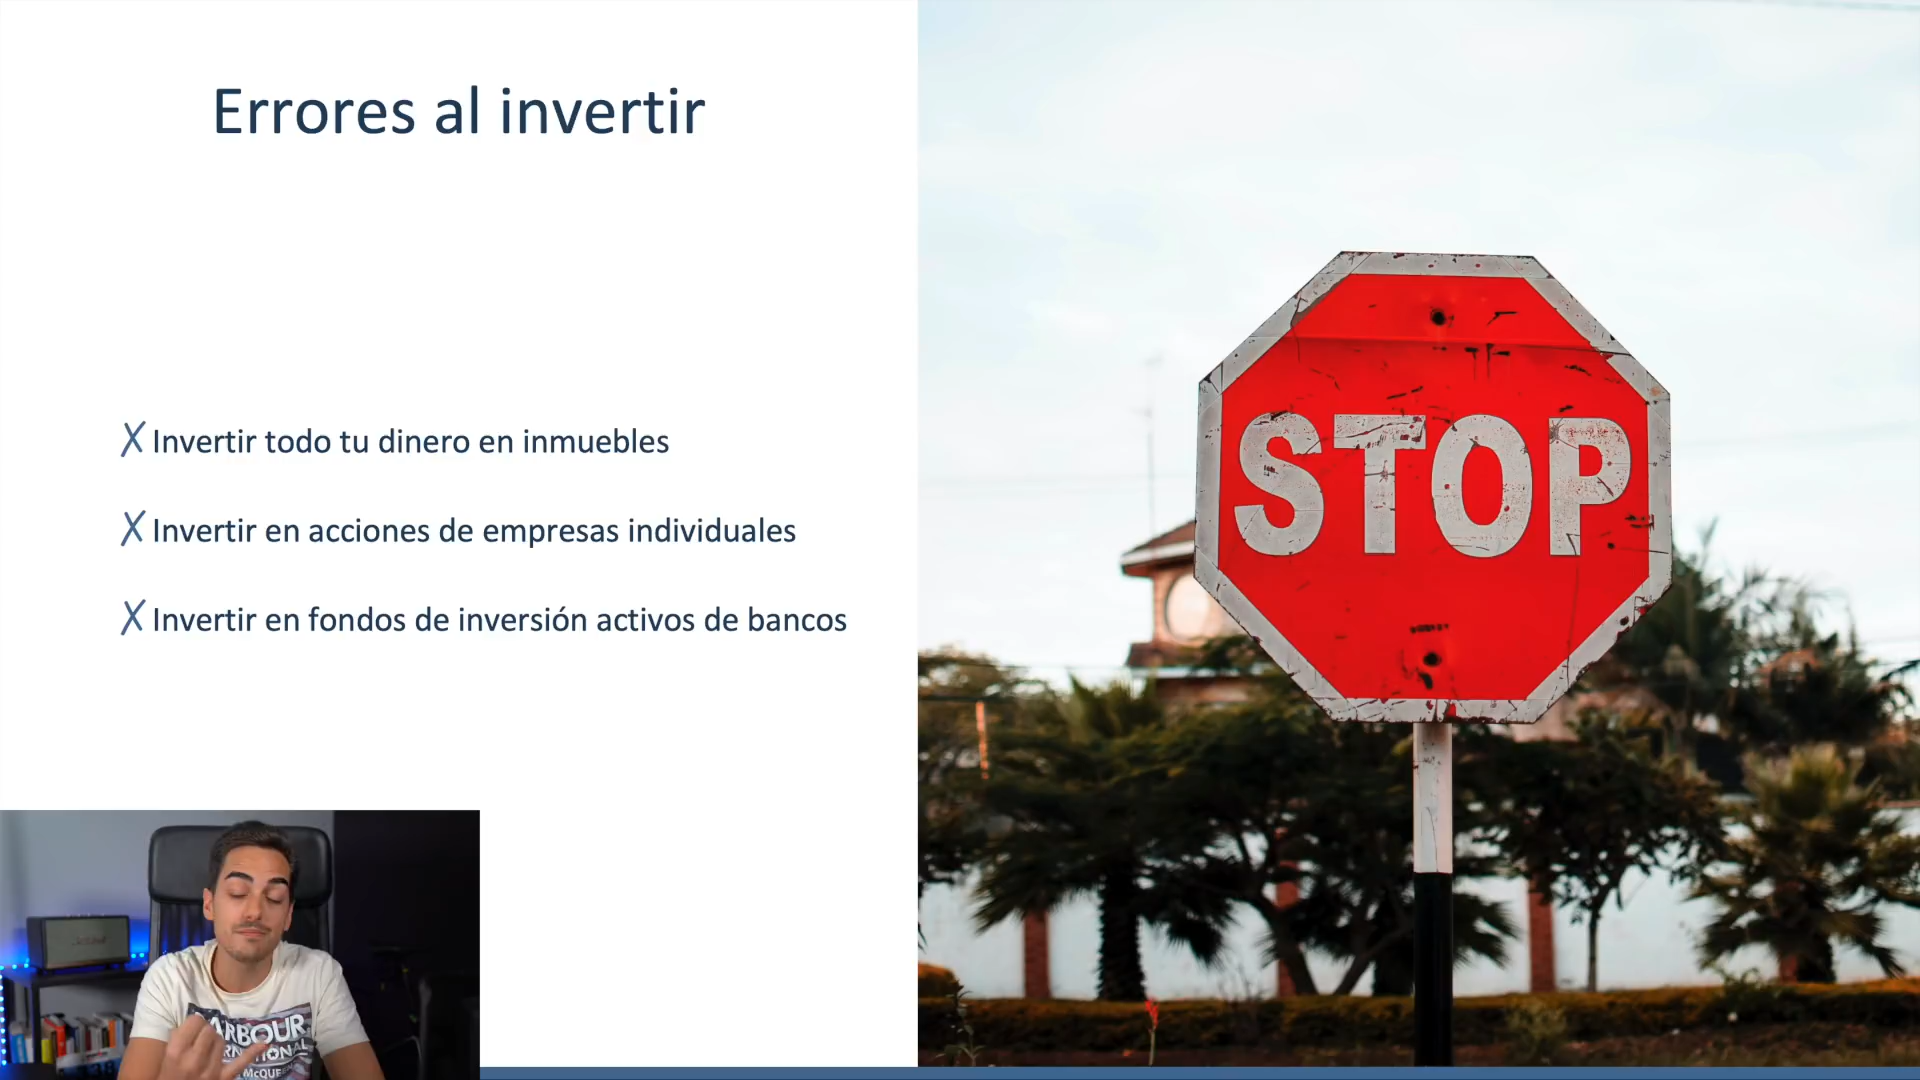 Errores al invertir
X Invertir todo tu dinero en inmuebles
X Invertir en acciones de empresas individuales
X Invertir en fondos de inversión activos de bancos
STOP